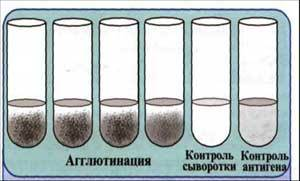 Агглютинация
Контроль сыворотки
Контроль антигена